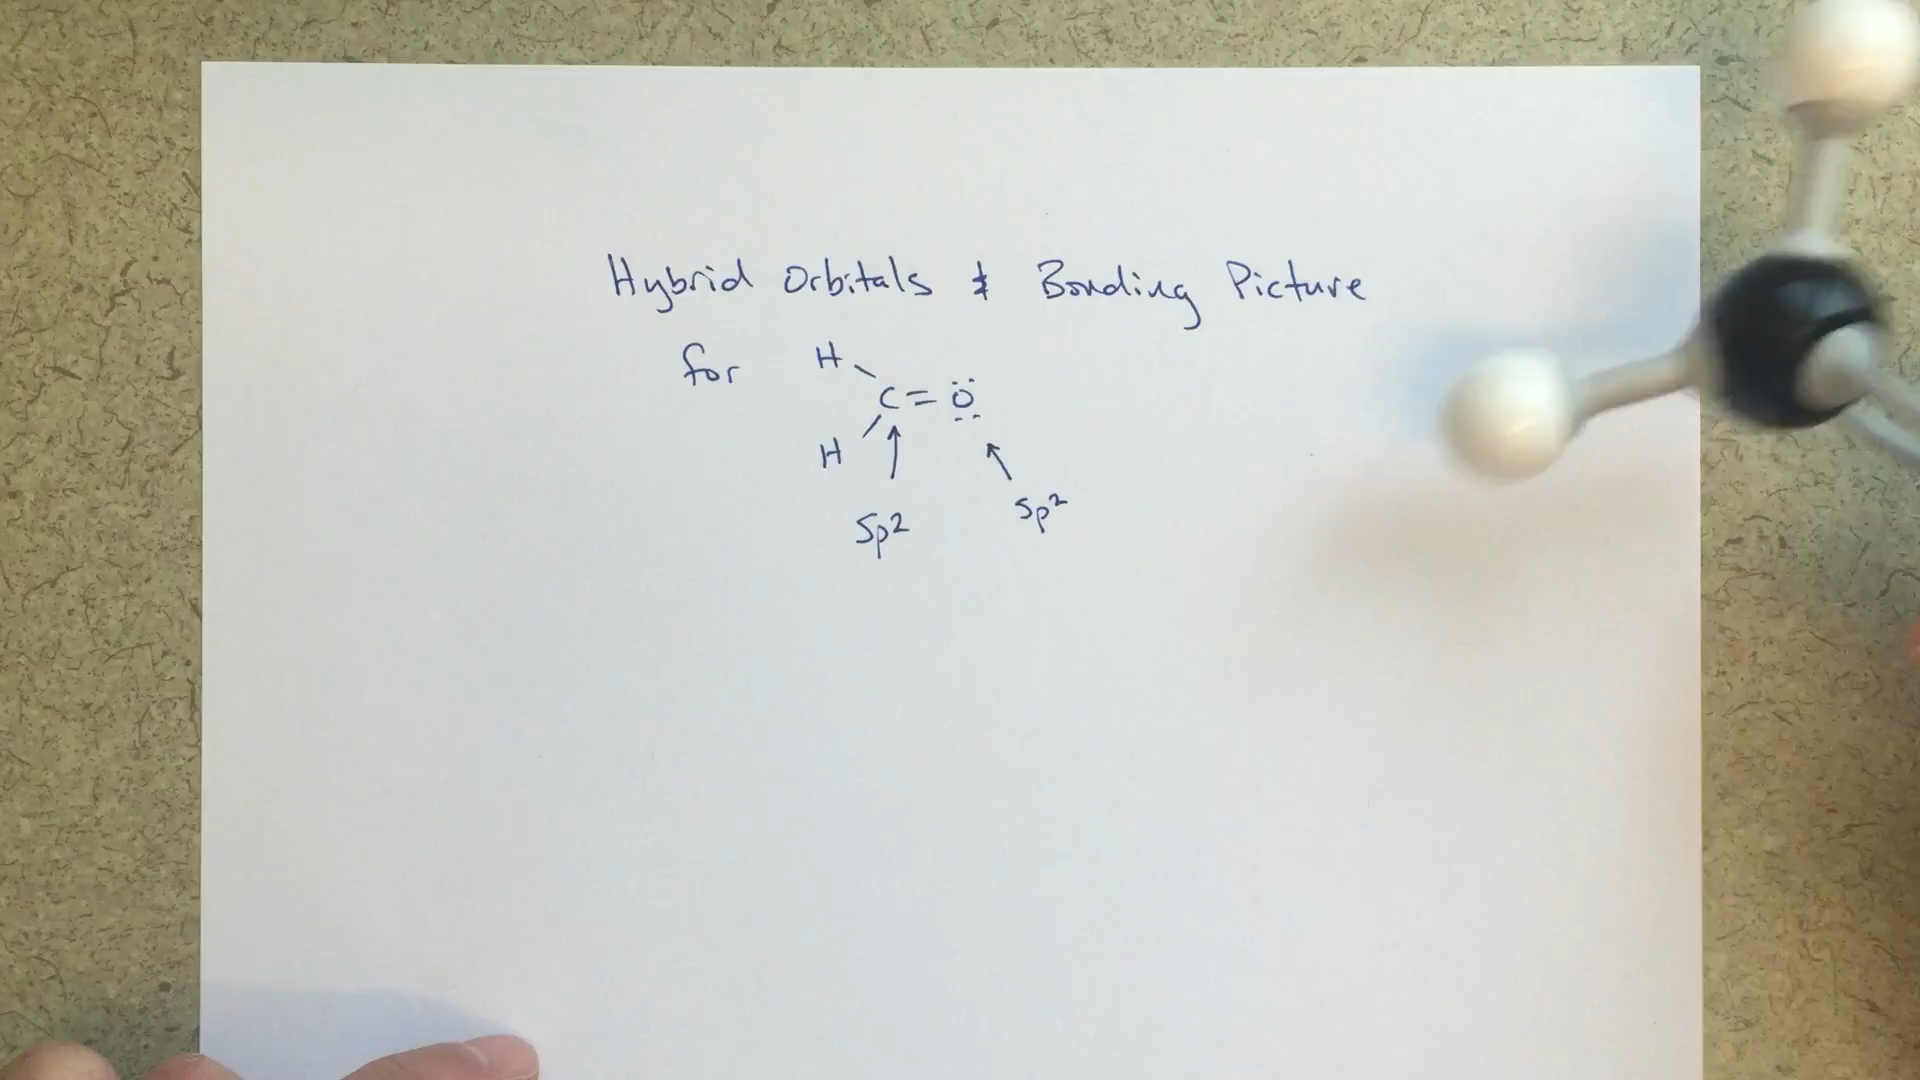 Hybrid Orbitals & Bonding Picture
for H
C = Ö
H
Sp2 Sp²